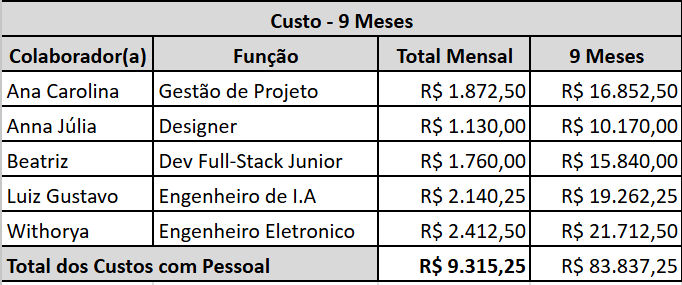 Custo - 9 Meses
Colaborador(a) Função Total Mensal 9 Meses
Ana Carolina Gestão de Projeto R$ 1.872,50 R$ 16.852,50
Anna Júlia Designer R$ 1.130,00 R$ 10.170,00
Beatriz Dev Full-Stack Junior R$ 1.760,00 R$ 15.840,00
Luiz Gustavo Engenheiro de I.A R$ 2.140,25 R$ 19.262,25
Withorya Engenheiro Eletronico R$ 2.412,50 R$ 21.712,50
Total dos Custos com Pessoal R$ 9.315,25 R$ 83.837,25